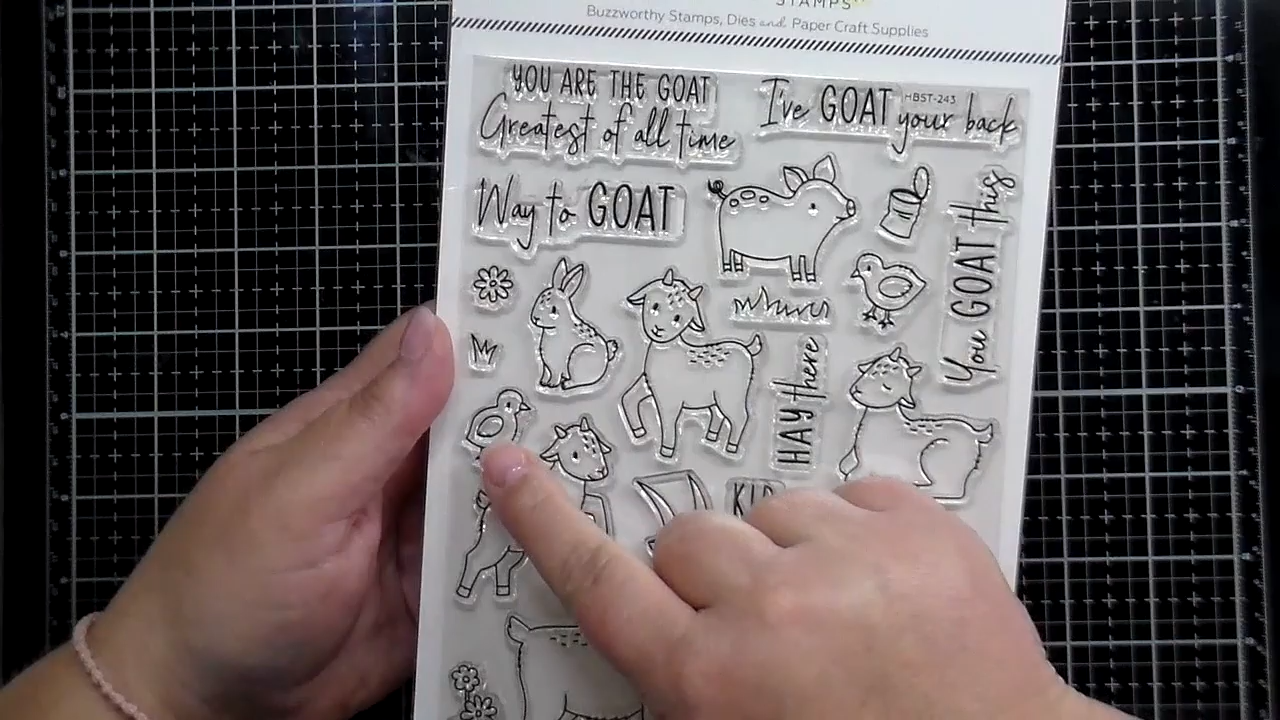 STAMPS
Buzzworthy Stamps, Dies and Paper Craft Supplies
YOU ARE THE GOAT
Greatest of all time
I've GOAT
your back
HBST-243
Way to GOAT
You GOAT this
HAY there